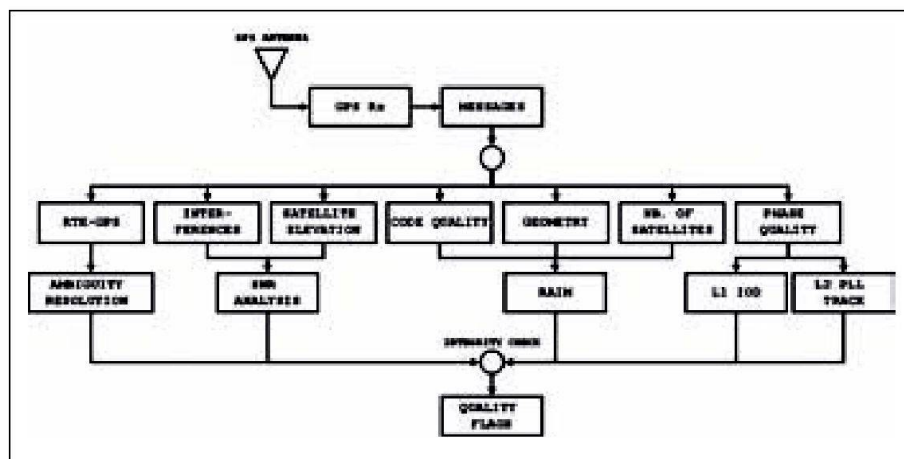 GPS ANTENNA
GPS Rx
MESSAGES
RTK-GPS
INTER-
FERENCES
SATELLITE
ELEVATION
CODE QUALITY
GEOMETRY
NB. OF
SATELLITES
PHASE
QUALITY
AMBIGUITY
RESOLUTION
SNR
ANALYSIS
RAIM
L1 IOD
L2 PLL
TRACK
INTEGRITY CHECK
QUALITY
FLAGS